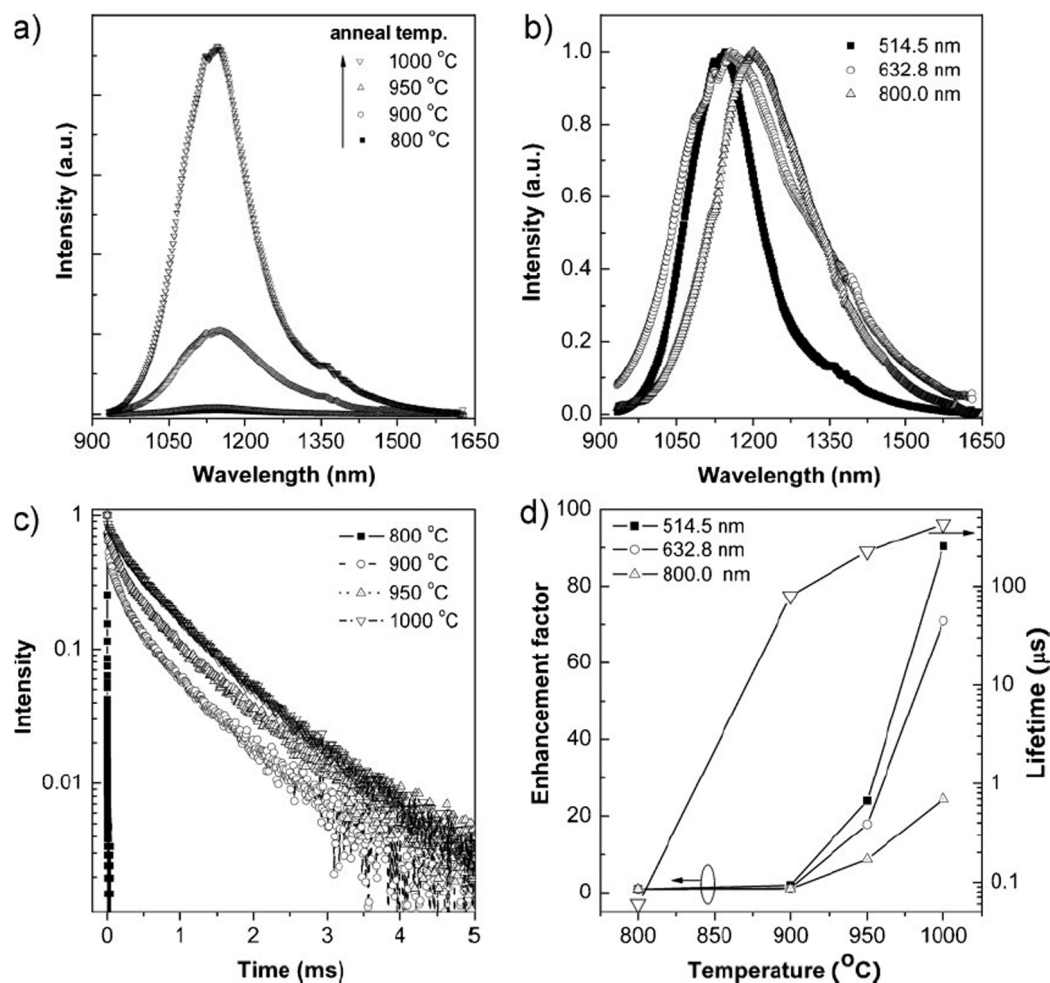 a)
anneal temp.
1000 °C
950 °C
900 °C
800 °C
Intensity (a.u.)
900 1050 1200 1350 1500 1650
Wavelength (nm)
b)
514.5 nm
632.8 nm
800.0 nm
Intensity (a.u.)
1.0
0.8
0.6
0.4
0.2
0.0
900 1050 1200 1350 1500 1650
Wavelength (nm)
c)
800 °C
900 °C
950 °C
1000 °C
Intensity
1
0.1
0.01
0 1 2 3 4 5
Time (ms)
d)
514.5 nm
632.8 nm
800.0 nm
Enhancement factor
100
80
60
40
20
0
Lifetime (μs)
100
10
1
0.1
800 850 900 950 1000
Temperature (°C)